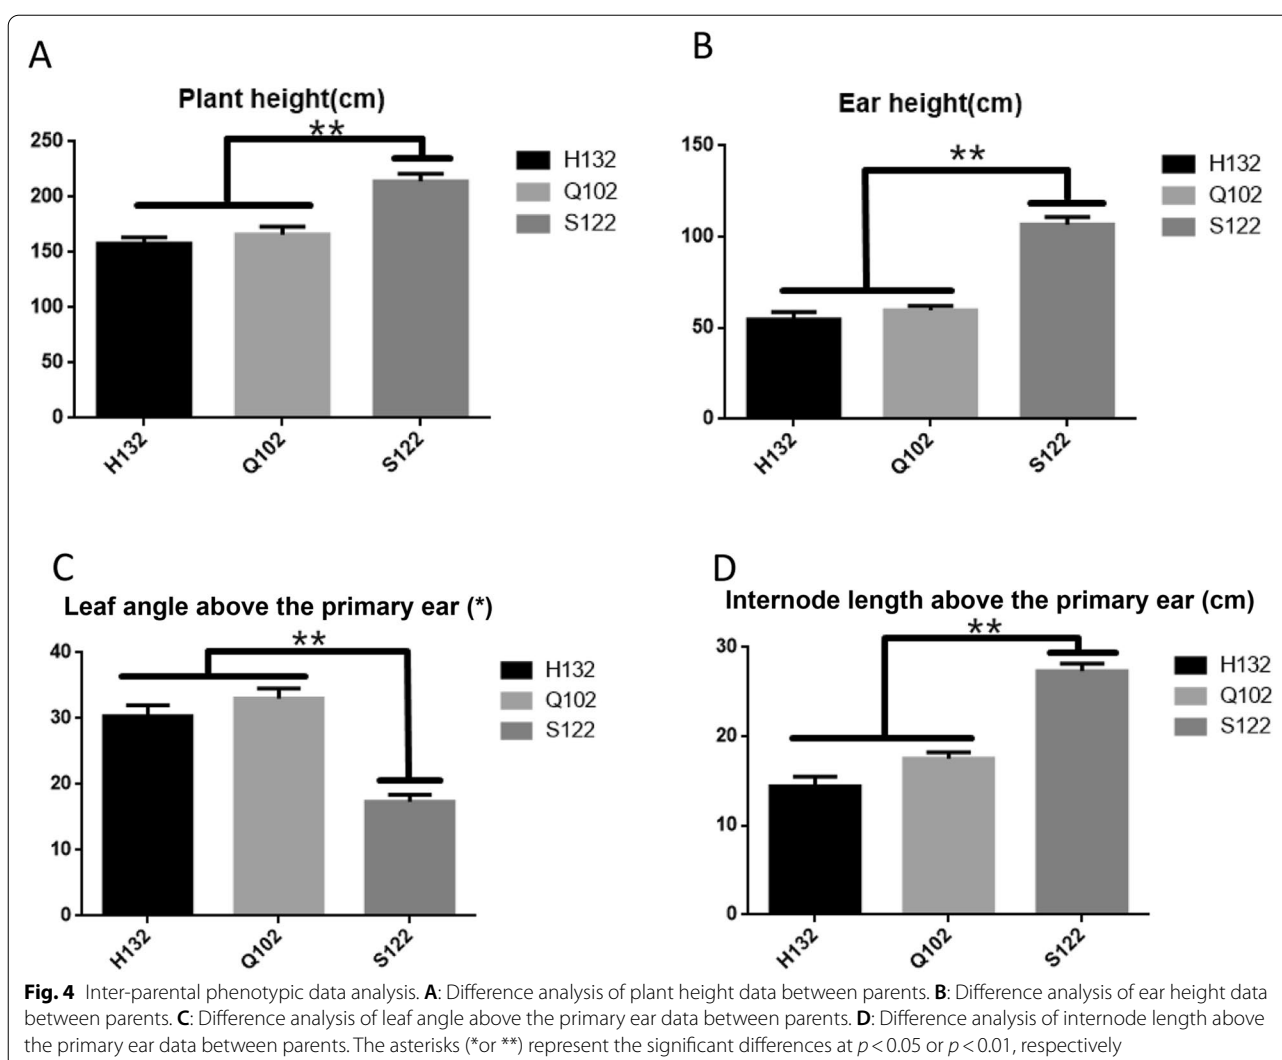 A
Plant height(cm)
**
250
200
150
100
50
0
H132
Q102
S122
H132
Q102
S122
B
Ear height(cm)
**
150
100
50
0
H132
Q102
S122
H132
Q102
S122
C
Leaf angle above the primary ear (*)
**
40
30
20
10
0
H132
Q102
S122
H132
Q102
S122
D
Internode length above the primary ear (cm)
**
30
20
10
0
H132
Q102
S122
H132
Q102
S122
Fig. 4 Inter-parental phenotypic data analysis. A: Difference analysis of plant height data between parents. B: Difference analysis of ear height data
between parents. C: Difference analysis of leaf angle above the primary ear data between parents. D: Difference analysis of internode length above
the primary ear data between parents. The asterisks (*or **) represent the significant differences at p < 0.05 or p < 0.01, respectively